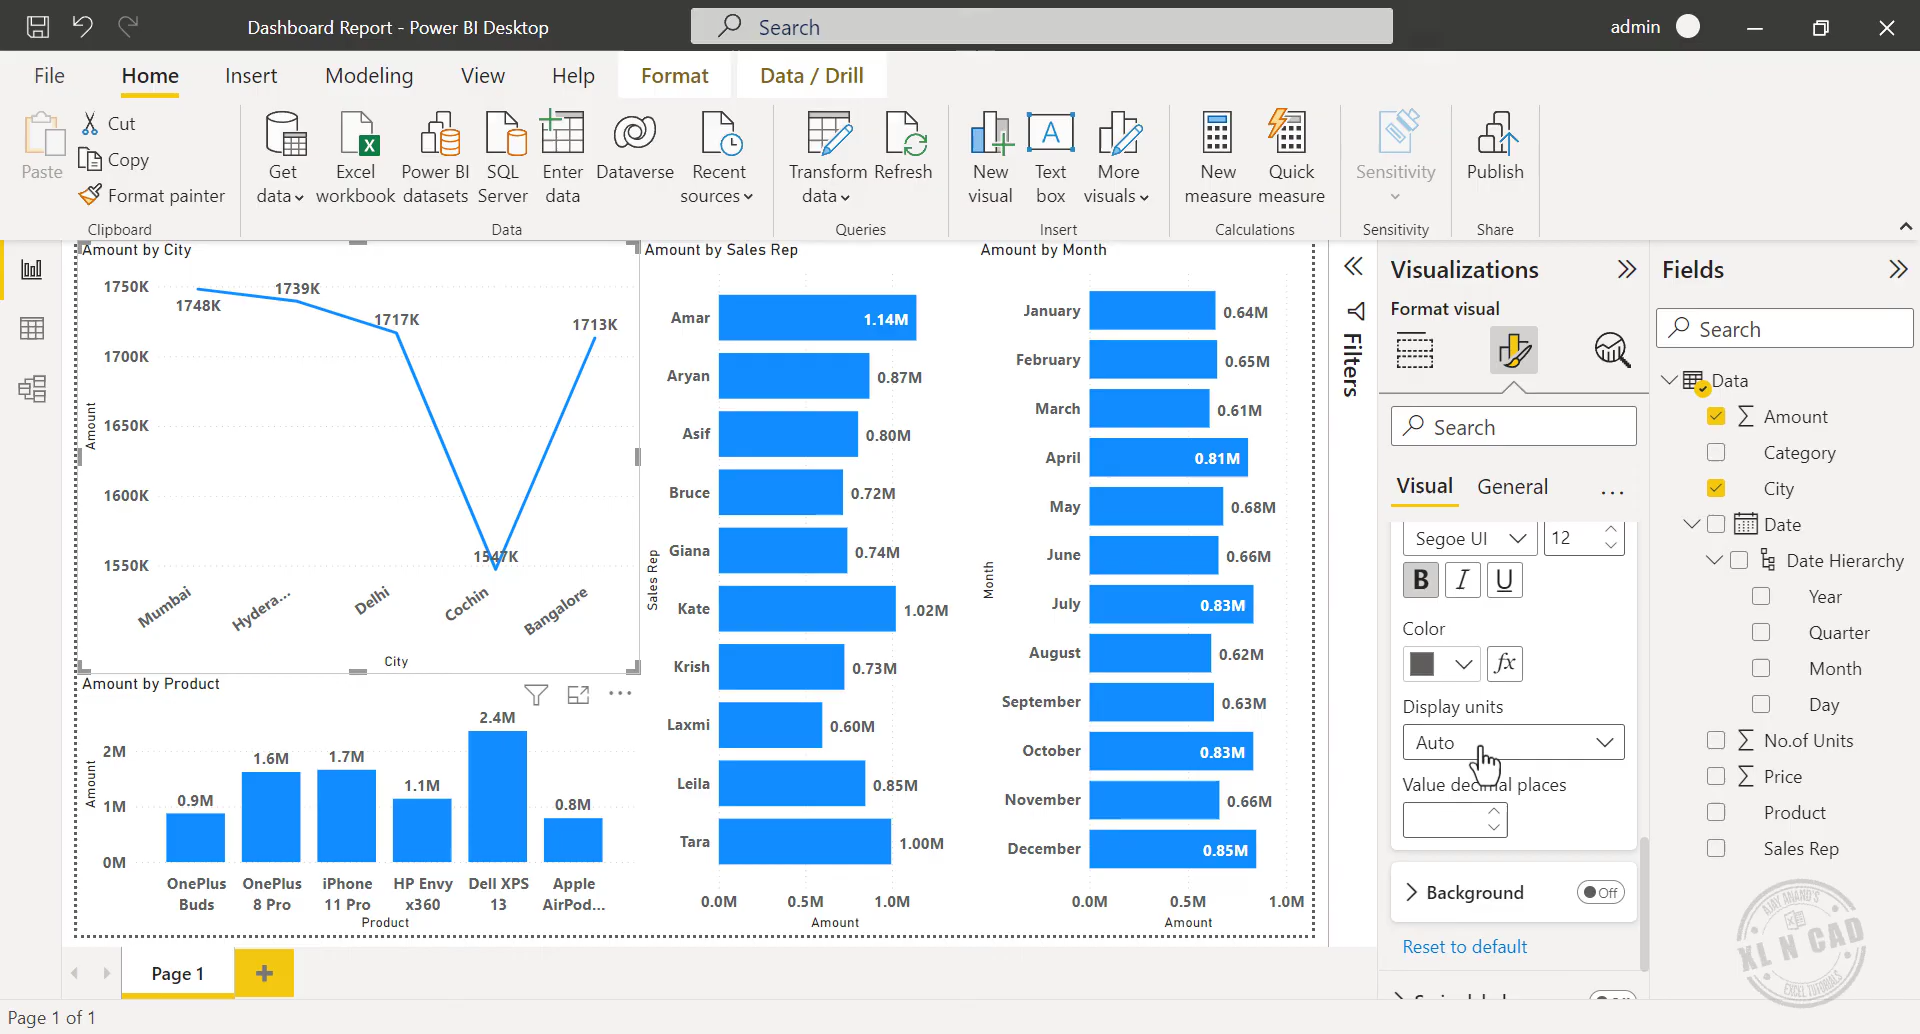 Dashboard Report - Power BI Desktop
Search
admin
File
Home
Insert
Modeling
View
Help
Format
Data / Drill
Paste
Cut
Copy
Format painter
Clipboard
Get data
Excel workbook
Power BI datasets
SQL Server
Enter data
Dataverse
Recent sources
Data
Transform data
Refresh
Queries
New visual
Text box
More visuals
Insert
New measure
Quick measure
Calculations
Sensitivity
Sensitivity
Publish
Share
Amount by City
1750K
1700K
1650K
1600K
1550K
Amount
1748K
1739K
1717K
1547K
1713K
Mumbai
Hydera...
Delhi
Cochin
Bangalore
City
Amount by Product
2M
1M
0M
Amount
0.9M
1.6M
1.7M
1.1M
2.4M
0.8M
OnePlus Buds
OnePlus 8 Pro
iPhone 11 Pro
HP Envy x360
Dell XPS 13
Apple AirPod...
Product
Amount by Sales Rep
Sales Rep
Amar 1.14M
Aryan 0.87M
Asif 0.80M
Bruce 0.72M
Giana 0.74M
Kate 1.02M
Krish 0.73M
Laxmi 0.60M
Leila 0.85M
Tara 1.00M
0.0M 0.5M 1.0M
Amount
Amount by Month
Month
January 0.64M
February 0.65M
March 0.61M
April 0.81M
May 0.68M
June 0.66M
July 0.83M
August 0.62M
September 0.63M
October 0.83M
November 0.66M
December 0.85M
0.0M 0.5M 1.0M
Amount
Filters
Visualizations
Format visual
Search
Visual
General
...
Segoe UI
12
B I U
Color
fx
Display units
Auto
Value decimal places
Background
Off
Reset to default
Fields
Search
Data
Amount
Category
City
Date
Date Hierarchy
Year
Quarter
Month
Day
No.of Units
Price
Product
Sales Rep
AJAY ANAND'S
XL N CAD
EXCEL TUTORIALS
Page 1
Page 1 of 1